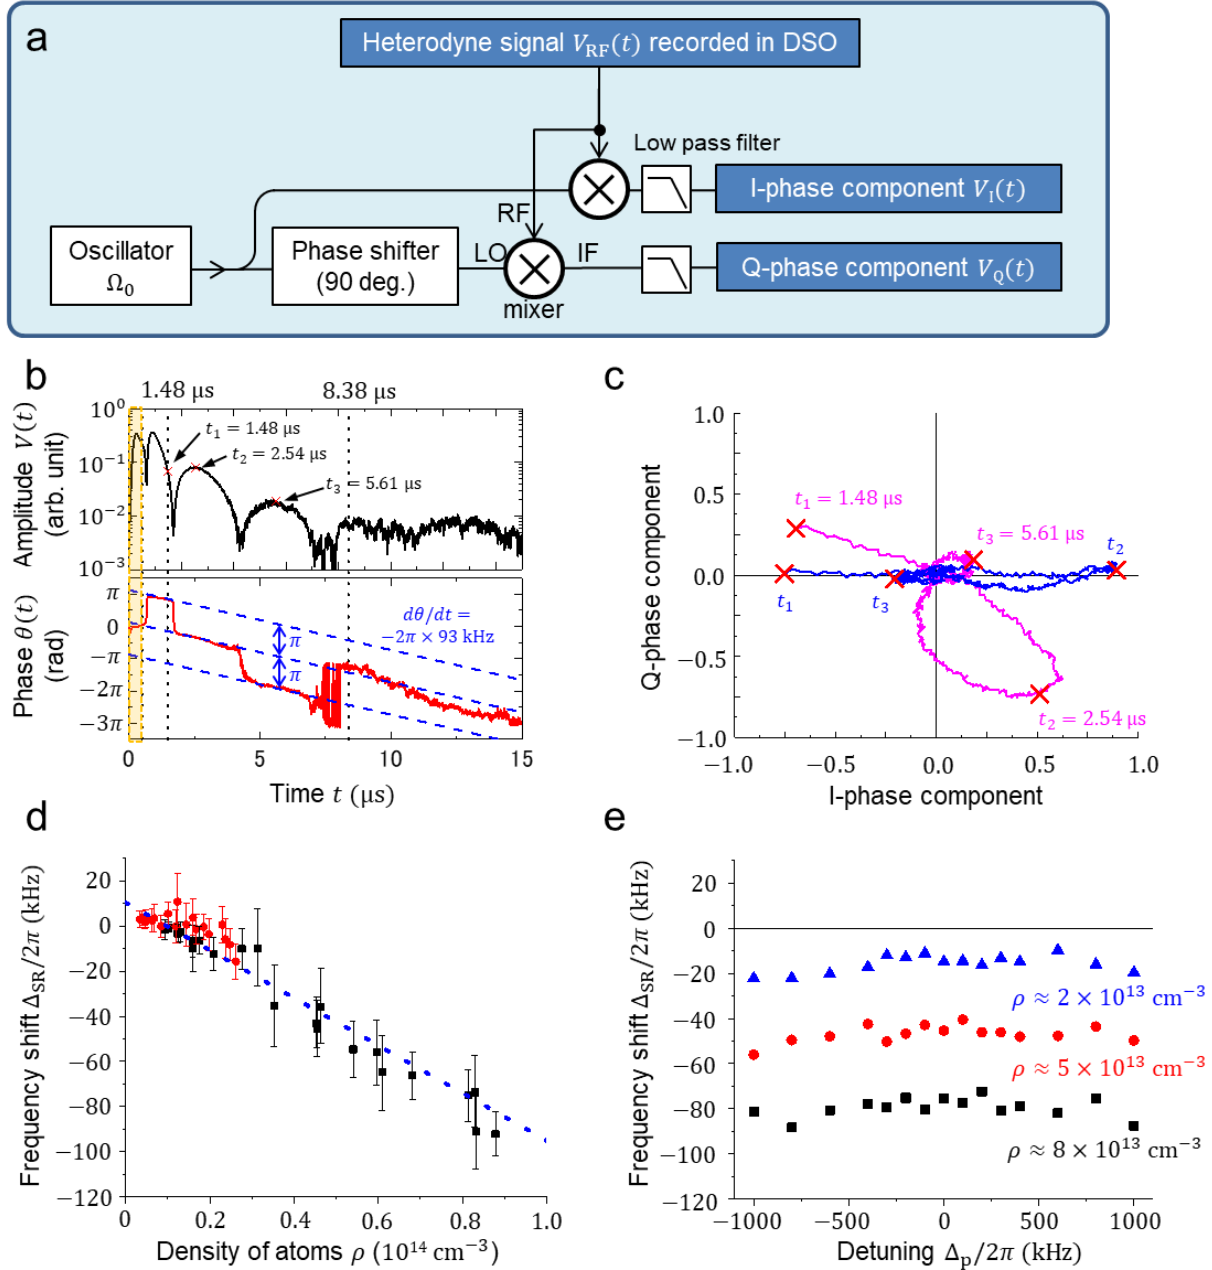 a
Heterodyne signal V_RF(t) recorded in DSO
Low pass filter
I-phase component V_I(t)
RF
Oscillator
Ω_0
Phase shifter
(90 deg.)
LO
IF
mixer
Q-phase component V_Q(t)
b
1.48 μs
8.38 μs
Amplitude V(t)
(arb. unit)
10^0
10^−1
10^−2
10^−3
t_1 = 1.48 μs
t_2 = 2.54 μs
t_3 = 5.61 μs
Phase θ(t)
(rad)
π
0
−π
−2π
−3π
dθ/dt =
−2π × 93 kHz
π
π
0
5
10
15
Time t (μs)
c
Q-phase component
1.0
0.5
0.0
−0.5
−1.0
t_1 = 1.48 μs
t_3 = 5.61 μs
t_2
t_1
t_3
t_2 = 2.54 μs
−1.0
−0.5
0.0
0.5
1.0
I-phase component
d
Frequency shift Δ_SR/2π (kHz)
20
0
−20
−40
−60
−80
−100
−120
0
0.2
0.4
0.6
0.8
1.0
Density of atoms ρ (10^14 cm^−3)
e
Frequency shift Δ_SR/2π (kHz)
20
0
−20
−40
−60
−80
−100
−120
ρ ≈ 2 × 10^13 cm^−3
ρ ≈ 5 × 10^13 cm^−3
ρ ≈ 8 × 10^13 cm^−3
−1000
−500
0
500
1000
Detuning Δ_p/2π (kHz)